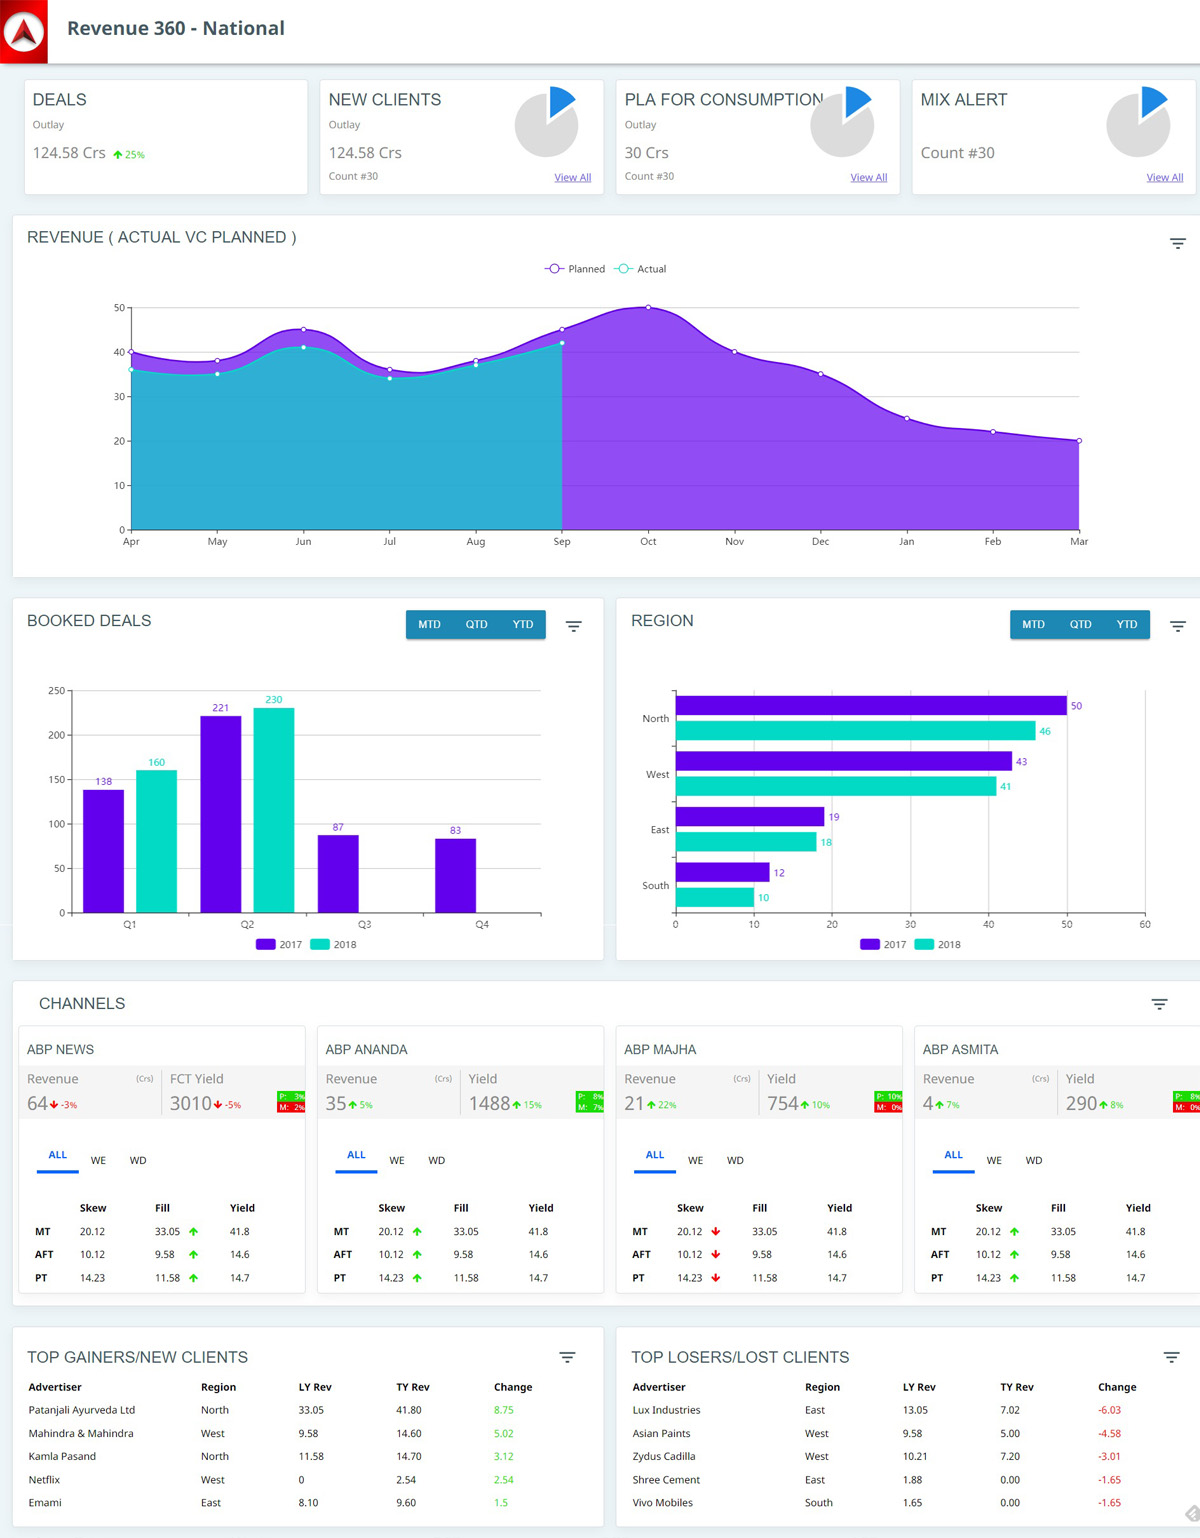 Revenue 360 - National
DEALS
Outlay
124.58 Crs 25%
NEW CLIENTS
Outlay
124.58 Crs
Count #30
View All
PLA FOR CONSUMPTION
Outlay
30 Crs
Count #30
View All
MIX ALERT
Count #30
View All
REVENUE ( ACTUAL VC PLANNED )
Planned Actual
50
40
30
20
10
0
Apr May Jun Jul Aug Sep Oct Nov Dec Jan Feb Mar
BOOKED DEALS
MTD QTD YTD
250
200
150
100
50
0
138 160 221 230 87 83
Q1 Q2 Q3 Q4
2017 2018
REGION
MTD QTD YTD
North 50
46
West 43
41
East 19
18
South 12
10
0 10 20 30 40 50 60
2017 2018
CHANNELS
ABP NEWS
Revenue (Crs) FCT Yield
64 -3% 3010 -5%
P: 3%
M: 2%
ALL WE WD
Skew Fill Yield
MT 20.12 33.05 41.8
AFT 10.12 9.58 14.6
PT 14.23 11.58 14.7
ABP ANANDA
Revenue (Crs) Yield
35 5% 1488 15%
P: 8%
M: 7%
ALL WE WD
Skew Fill Yield
MT 20.12 33.05 41.8
AFT 10.12 9.58 14.6
PT 14.23 11.58 14.7
ABP MAJHA
Revenue (Crs) Yield
21 22% 754 10%
P: 10%
M: 0%
ALL WE WD
Skew Fill Yield
MT 20.12 33.05 41.8
AFT 10.12 9.58 14.6
PT 14.23 11.58 14.7
ABP ASMITA
Revenue (Crs) Yield
4 7% 290 8%
P: 8%
M: 0%
ALL WE WD
Skew Fill Yield
MT 20.12 33.05 41.8
AFT 10.12 9.58 14.6
PT 14.23 11.58 14.7
TOP GAINERS/NEW CLIENTS
Advertiser Region LY Rev TY Rev Change
Patanjali Ayurveda Ltd North 33.05 41.80 8.75
Mahindra & Mahindra West 9.58 14.60 5.02
Kamla Pasand North 11.58 14.70 3.12
Netflix West 0 2.54 2.54
Emami East 8.10 9.60 1.5
TOP LOSERS/LOST CLIENTS
Advertiser Region LY Rev TY Rev Change
Lux Industries East 13.05 7.02 -6.03
Asian Paints West 9.58 5.00 -4.58
Zydus Cadilla West 10.21 7.20 -3.01
Shree Cement East 1.88 0.00 -1.65
Vivo Mobiles South 1.65 0.00 -1.65